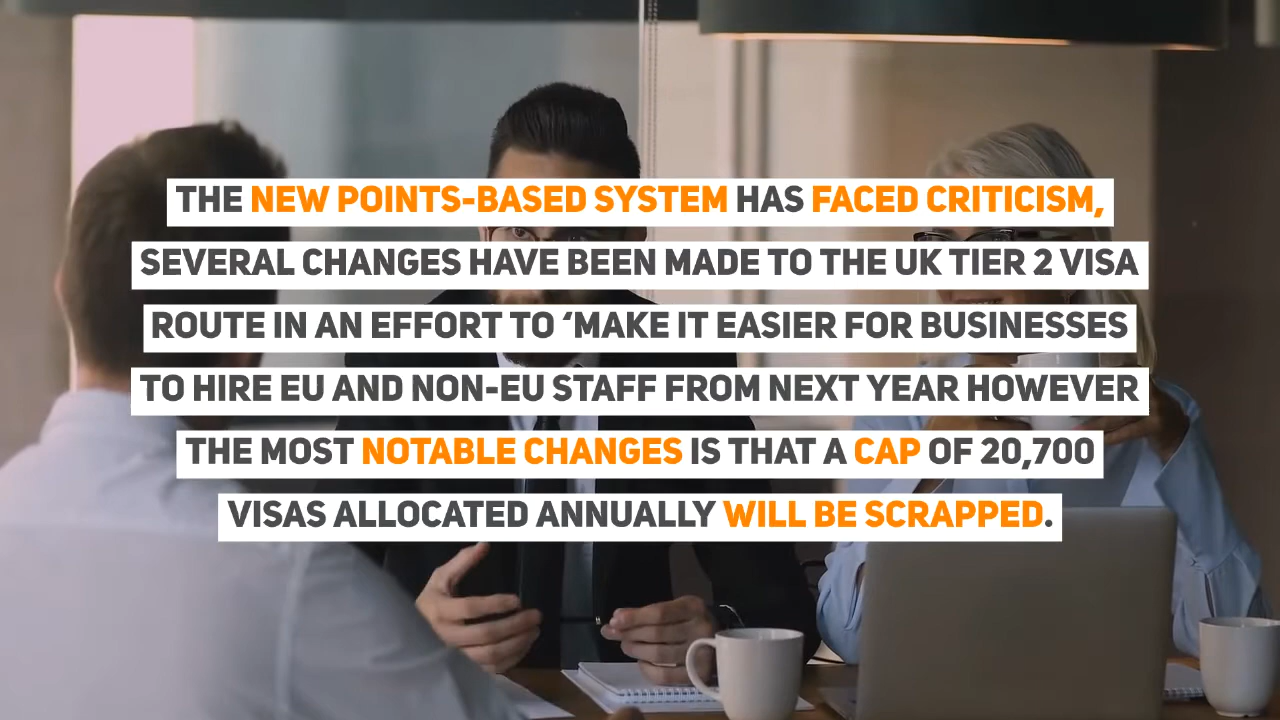 THE NEW POINTS-BASED SYSTEM HAS FACED CRITICISM,
SEVERAL CHANGES HAVE BEEN MADE TO THE UK TIER 2 VISA
ROUTE IN AN EFFORT TO ‘MAKE IT EASIER FOR BUSINESSES
TO HIRE EU AND NON-EU STAFF FROM NEXT YEAR HOWEVER
THE MOST NOTABLE CHANGES IS THAT A CAP OF 20,700
VISAS ALLOCATED ANNUALLY WILL BE SCRAPPED.